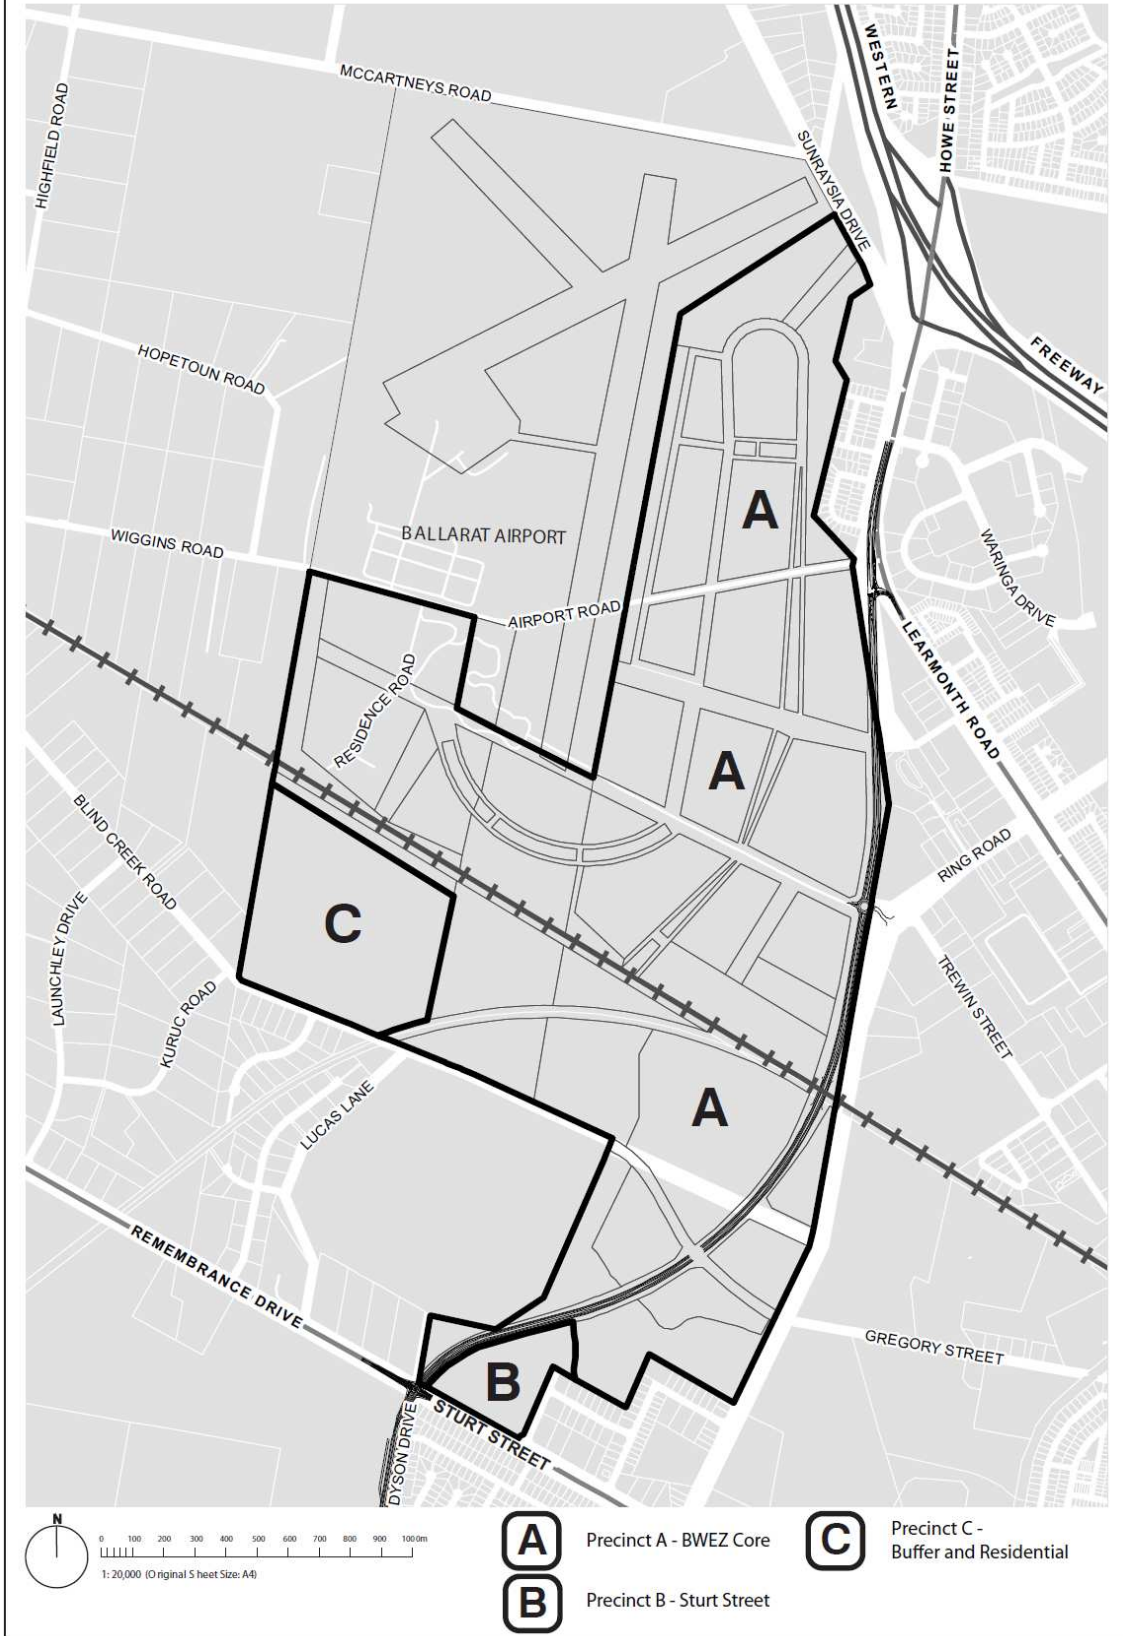 MCCARTNEYS ROAD
WESTERN
HOWE STREET
HIGHFIELD ROAD
SUNRAYSIA DRIVE
FREEWAY
HOPETOUN ROAD
A
BALLARAT AIRPORT
WIGGINS ROAD
WARINGA DRIVE
AIRPORT ROAD
LEARMONTH ROAD
RESIDENCE ROAD
A
BLIND CREEK ROAD
RING ROAD
C
LAUNCHLEY DRIVE
KURUC ROAD
TREWIN STREET
LUCAS LANE
A
REMEMBRANCE DRIVE
GREGORY STREET
B
STURT STREET
DYSON DRIVE
N
0 100 200 300 400 500 600 700 800 900 1000m
1: 20,000 (Original S heet Size: A4)
A Precinct A - BWEZ Core
B Precinct B - Sturt Street
C Precinct C -
Buffer and Residential